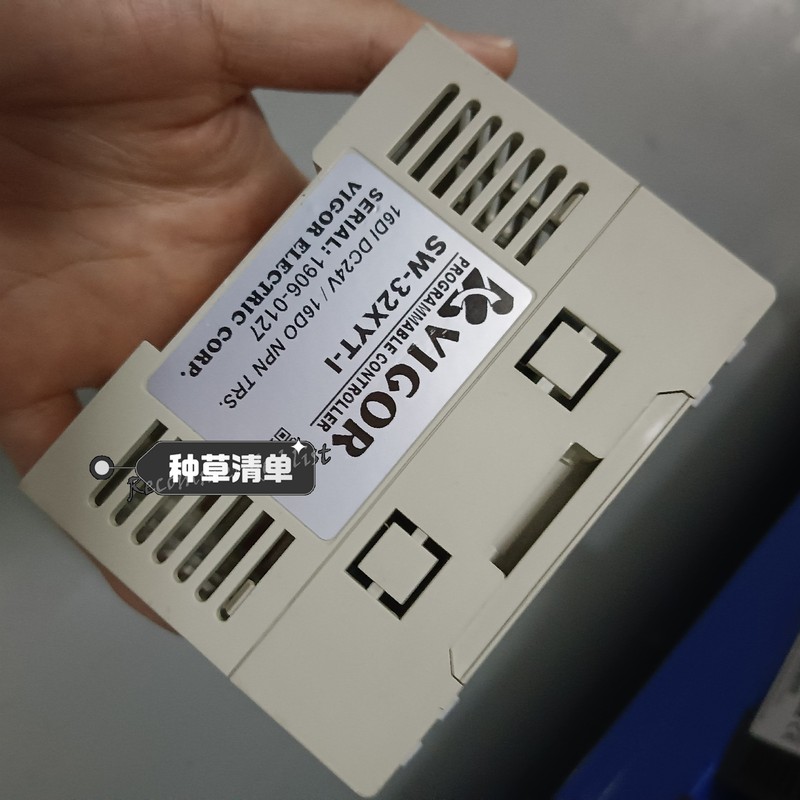 VIGOR
PROGRAMMABLE CONTROLLER
SW-32XYT-I
16DI DC24V / 16DO NPN TRS.
SERIAL: 1906-0127
VIGOR ELECTRIC CORP.
种草清单